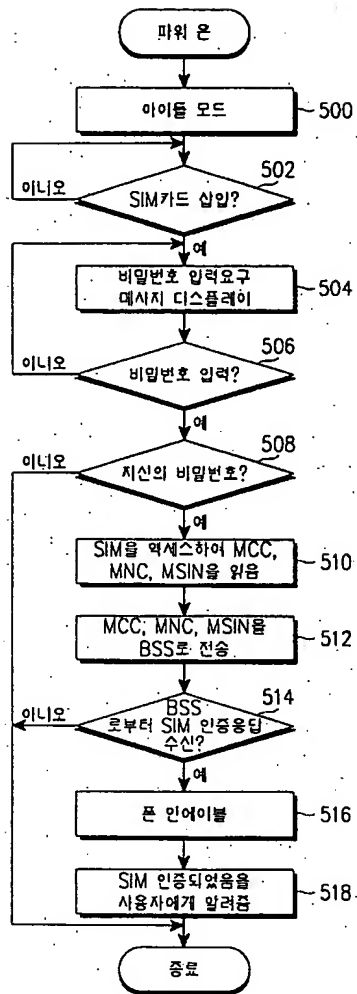 파워 온
아이들 모드
500
502
아니오
SIM카드 삽입?
예
비밀번호 입력요구
메시지 디스플레이
504
506
아니오
비밀번호 입력?
예
508
아니오
자신의 비밀번호?
예
SIM을 억세스하여 MCC,
MNC, MSIN을 읽음
510
MCC, MNC, MSIN을
BSS로 전송
512
514
아니오
BSS
로부터 SIM 인증응답
수신?
예
폰 인에이블
516
SIM 인증되었음을
사용자에게 알려줌
518
종료